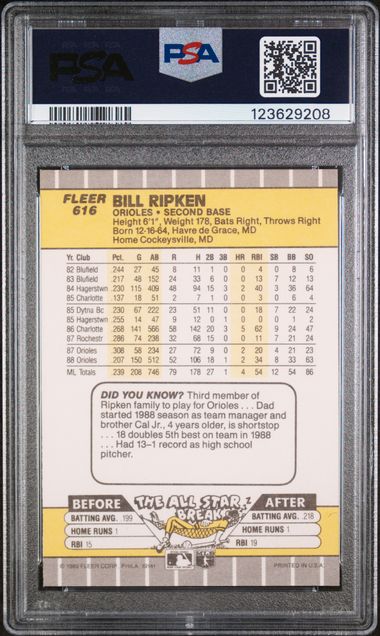 PSA
PSA
123629208
FLEER
616
BILL RIPKEN
ORIOLES • SECOND BASE
Height 6'1", Weight 178, Bats Right, Throws Right
Born 12-16-64, Havre de Grace, MD
Home Cockeysville, MD
Yr. Club Pct. G AB R H 2B 3B HR RBI SB BB SO
82 Blufield .244 27 45 8 11 1 0 0 4 0 8 6
83 Blufield .217 48 152 24 33 6 0 0 13 7 12 13
84 Hagerstwn .230 115 409 48 94 15 3 2 40 3 36 64
85 Charlotte .137 18 51 2 7 1 0 0 3 0 6 4
85 Dytna Bc .230 67 222 23 51 11 0 0 18 7 22 24
85 Hagerstwn .255 14 47 9 12 0 1 0 0 0 1 2
86 Charlotte .268 141 566 58 142 20 3 5 62 9 24 47
87 Rochestr .286 74 238 32 68 15 0 0 11 7 21 24
87 Orioles .308 58 234 27 72 9 0 2 20 4 21 23
88 Orioles .207 150 512 52 106 18 1 2 34 8 33 63
ML Totals .239 208 746 79 178 27 1 4 54 12 54 86
DID YOU KNOW? Third member of
Ripken family to play for Orioles . . . Dad
started 1988 season as team manager and
brother Cal Jr., 4 years older, is shortstop
. . . 18 doubles 5th best on team in 1988
. . . Had 13–1 record as high school
pitcher.
BEFORE THE ALL STAR BREAK AFTER
BATTING AVG. .199 BATTING AVG. .218
HOME RUNS 1 HOME RUNS 1
RBI 15 RBI 19
© 1989 FLEER CORP. PHILA. 19141 PRINTED IN U.S.A.